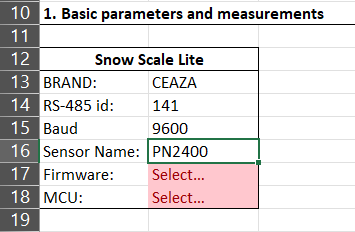 10 1. Basic parameters and measurements
11
12 Snow Scale Lite
13 BRAND: CEAZA
14 RS-485 id: 141
15 Baud 9600
16 Sensor Name: PN2400
17 Firmware: Select...
18 MCU: Select...
19